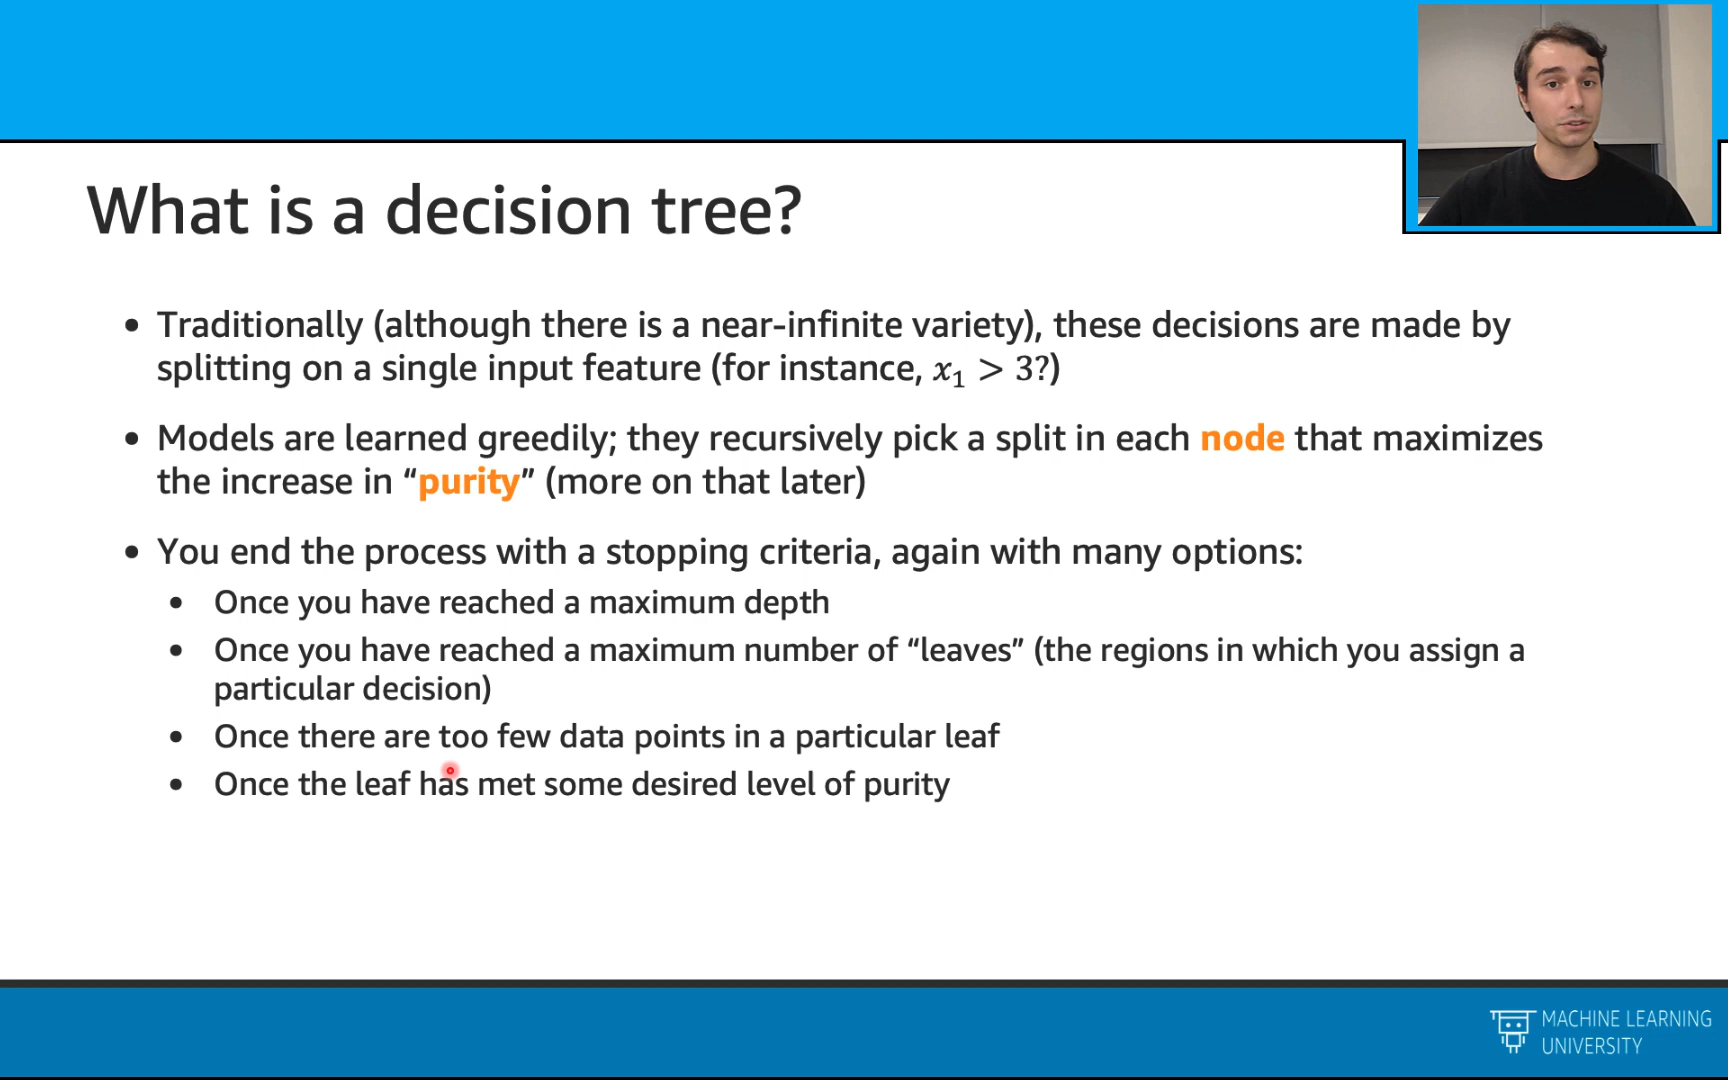 What is a decision tree?
• Traditionally (although there is a near-infinite variety), these decisions are made by
splitting on a single input feature (for instance, x₁ > 3?)
• Models are learned greedily; they recursively pick a split in each node that maximizes
the increase in “purity” (more on that later)
• You end the process with a stopping criteria, again with many options:
• Once you have reached a maximum depth
• Once you have reached a maximum number of “leaves” (the regions in which you assign a
particular decision)
• Once there are too few data points in a particular leaf
• Once the leaf has met some desired level of purity
MACHINE LEARNING
UNIVERSITY